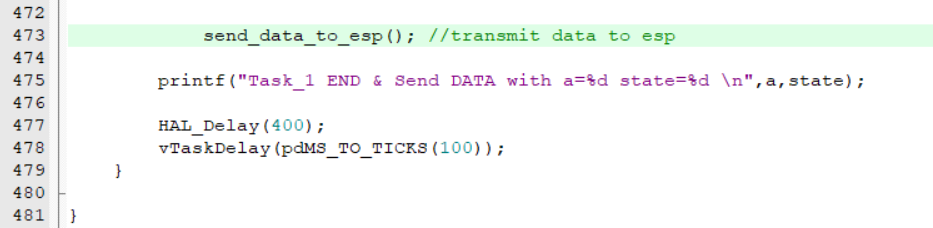 472
473 send_data_to_esp(); //transmit data to esp
474
475 printf("Task_1 END & Send DATA with a=%d state=%d \n",a,state);
476
477 HAL_Delay(400);
478 vTaskDelay(pdMS_TO_TICKS(100));
479 }
480
481 }